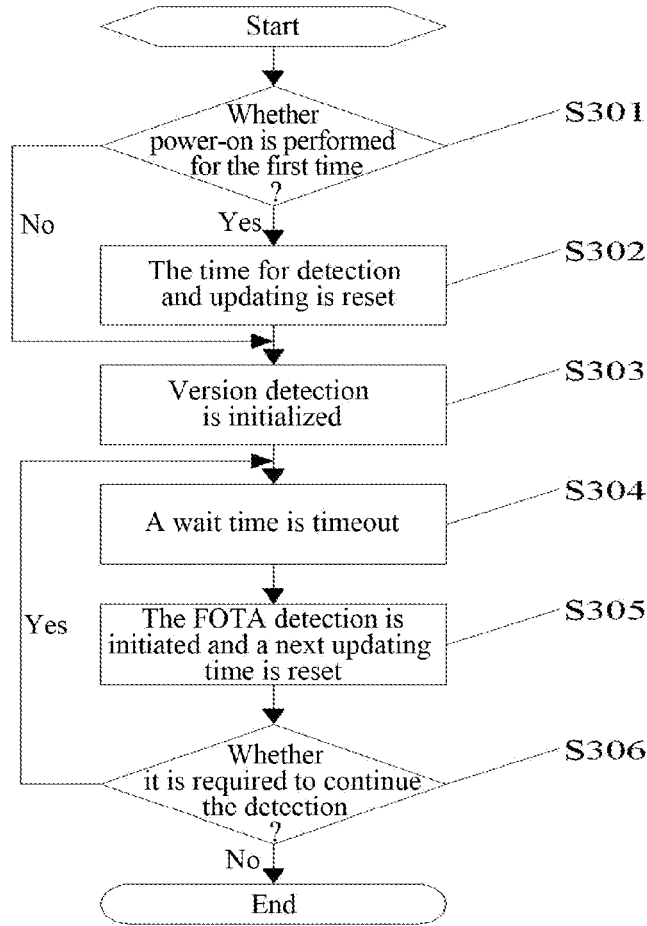 Start
Whether
power-on is performed
for the first time
?
S301
No
Yes
The time for detection
and updating is reset
S302
Version detection
is initialized
S303
A wait time is timeout
S304
The FOTA detection is
initiated and a next updating
time is reset
S305
Yes
Whether
it is required to continue
the detection
?
S306
No
End